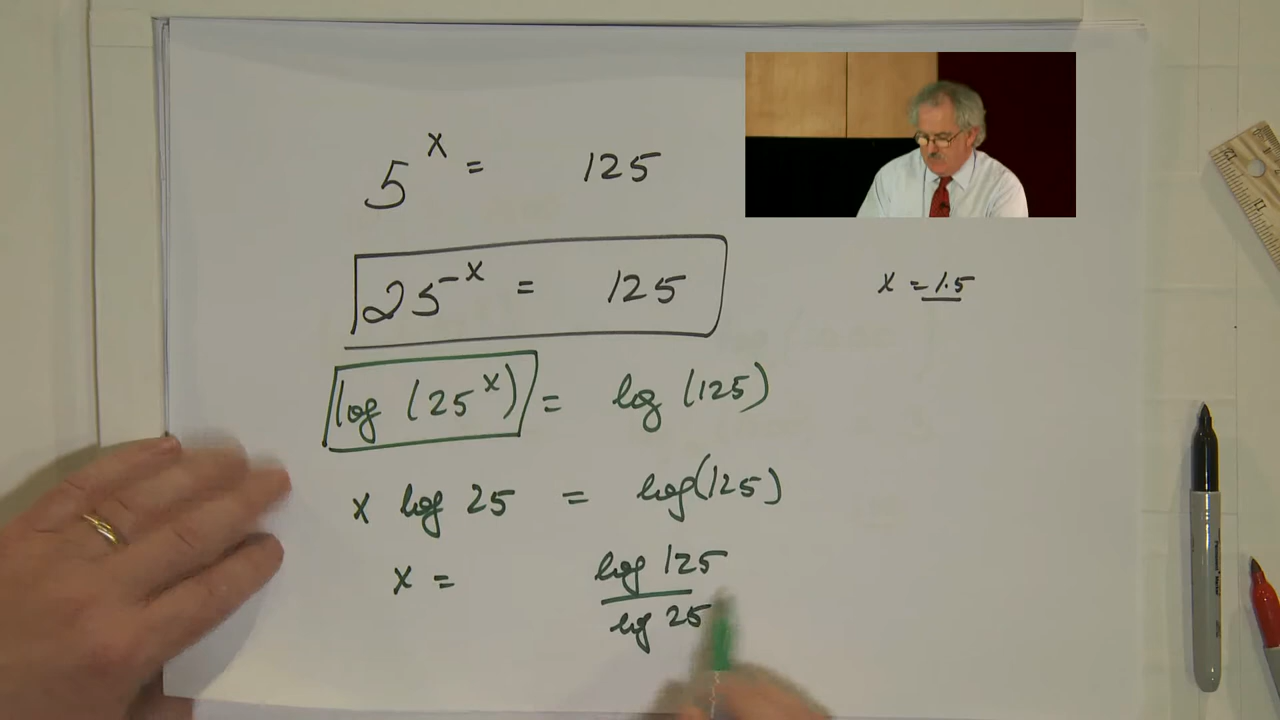 5^x = 125
25^x = 125
x = 1.5
log (25^x) = log (125)
x log 25 = log(125)
x = log 125 / log 25